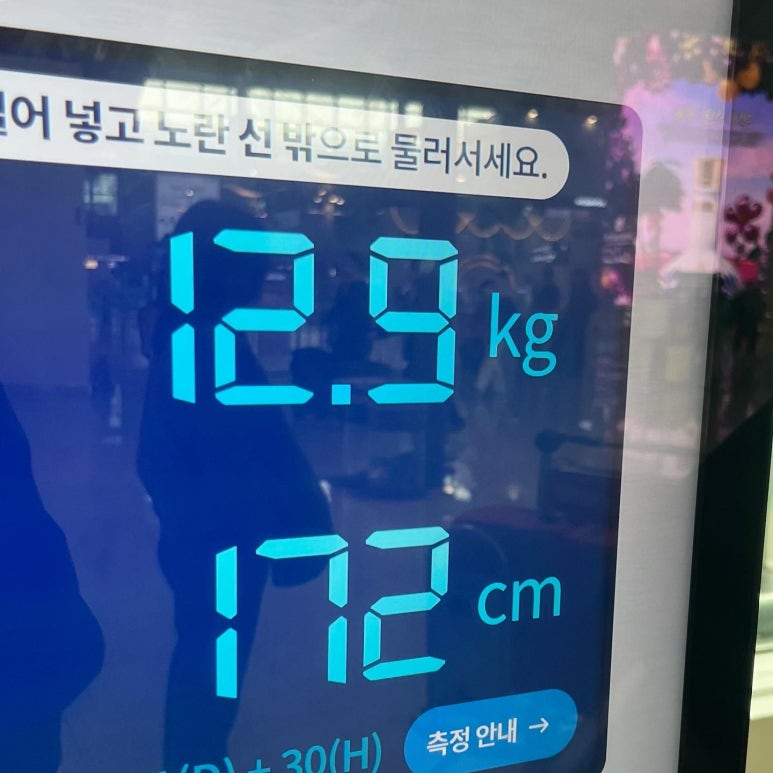 넣고 노란 선 밖으로 둘러서세요.
12.9 kg
172 cm
+ 30(H)
측정 안내 →